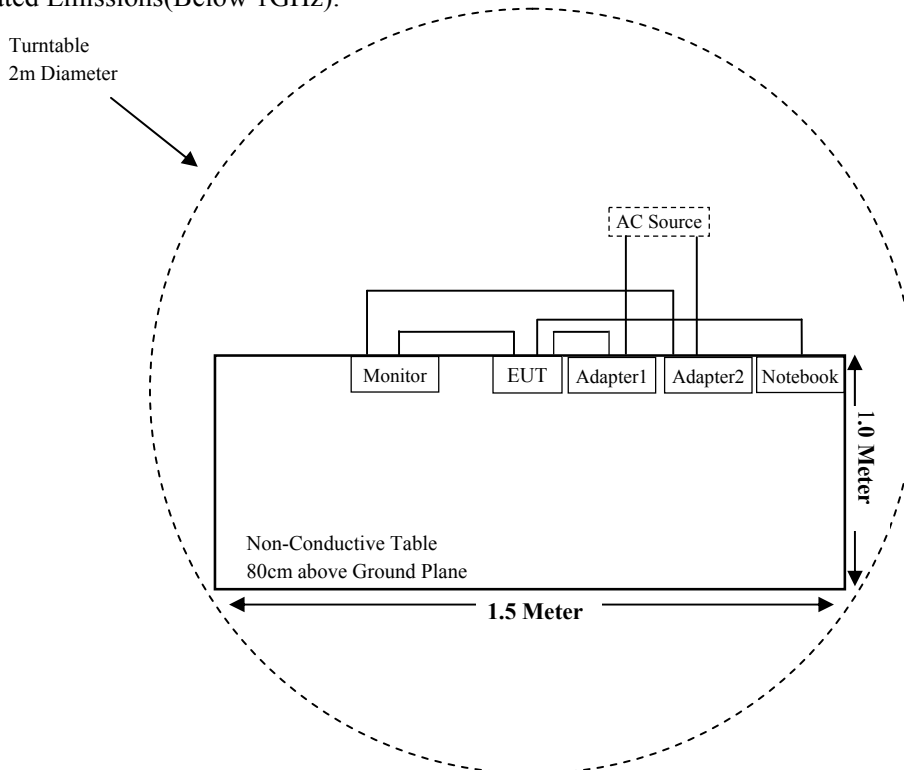 Emissions(Below 1GHz):
Turntable
2m Diameter
AC Source
Monitor
EUT
Adapter1
Adapter2
Notebook
1.0 Meter
Non-Conductive Table
80cm above Ground Plane
1.5 Meter